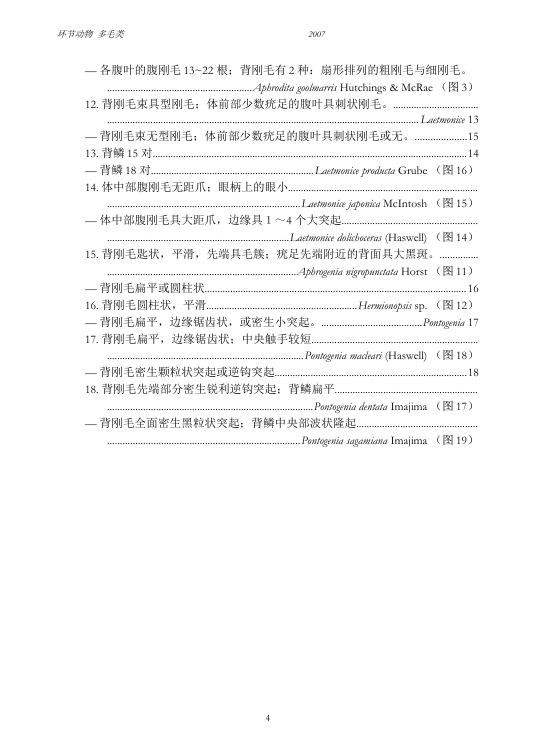 环节动物 多毛类 2007
— 各腹叶的腹刚毛 13~22 根；背刚毛有 2 种：扇形排列的粗刚毛与细刚毛。
..........Aphrodita goolmarris Hutchings & McRae （图 3）
12. 背刚毛束具型刚毛；体前部少数疣足的腹叶具刺状刚毛。..........
..........Laetmonice 13
— 背刚毛束无型刚毛；体前部少数疣足的腹叶具刺状刚毛或无。..........15
13. 背鳞 15 对..........14
— 背鳞 18 对..........Laetmonice producta Grube （图 16）
14. 体中部腹刚毛无距爪；眼柄上的眼小..........
..........Laetmonice japonica McIntosh （图 15）
— 体中部腹刚毛具大距爪，边缘具 1 ～4 个大突起..........
..........Laetmonice dolichoceras (Haswell) （图 14）
15. 背刚毛匙状，平滑，先端具毛簇；疣足先端附近的背面具大黑斑。..........
..........Aphrogenia nigropunctata Horst （图 11）
— 背刚毛扁平或圆柱状..........16
16. 背刚毛圆柱状，平滑..........Hermionopsis sp. （图 12）
— 背刚毛扁平，边缘锯齿状，或密生小突起。..........Pontogenia 17
17. 背刚毛扁平，边缘锯齿状；中央触手较短..........
..........Pontogenia macleari (Haswell) （图 18）
— 背刚毛密生颗粒状突起或逆钩突起..........18
18. 背刚毛先端部分密生锐利逆钩突起；背鳞扁平..........
..........Pontogenia dentata Imajima （图 17）
— 背刚毛全面密生黑粒状突起；背鳞中央部波状隆起..........
..........Pontogenia sagamiana Imajima （图 19）
4